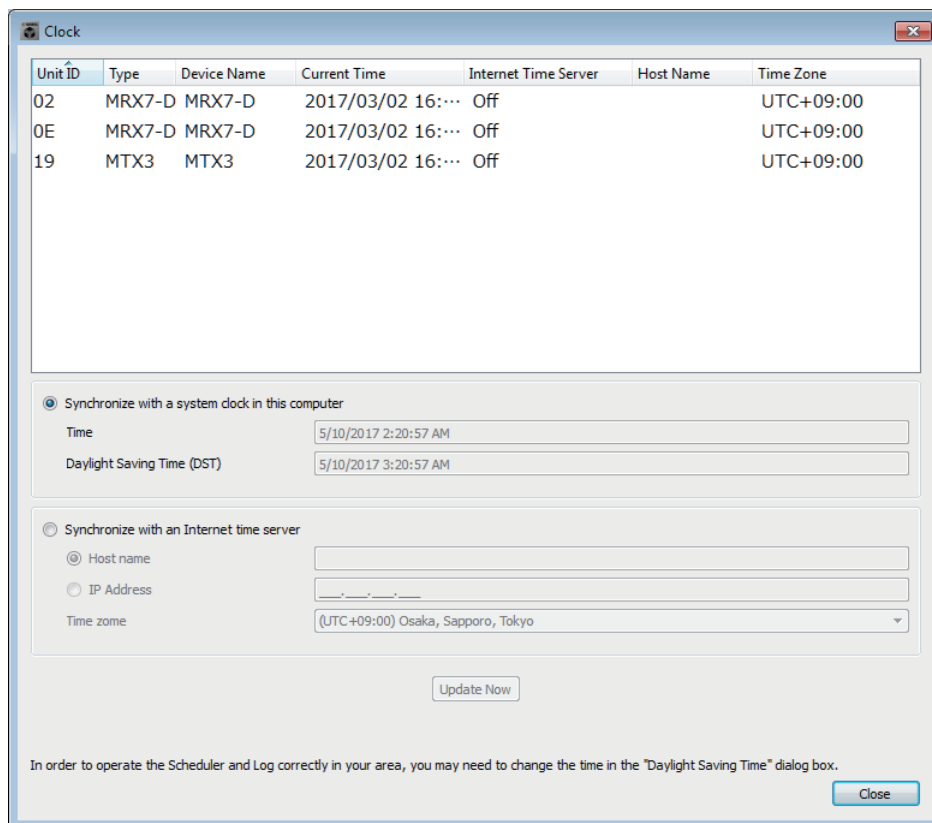 Clock
Unit ID Type Device Name Current Time Internet Time Server Host Name Time Zone
02 MRX7-D MRX7-D 2017/03/02 16:··· Off UTC+09:00
0E MRX7-D MRX7-D 2017/03/02 16:··· Off UTC+09:00
19 MTX3 MTX3 2017/03/02 16:··· Off UTC+09:00
Synchronize with a system clock in this computer
Time 5/10/2017 2:20:57 AM
Daylight Saving Time (DST) 5/10/2017 3:20:57 AM
Synchronize with an Internet time server
Host name
IP Address ___.___.___.___
Time zome (UTC+09:00) Osaka, Sapporo, Tokyo
Update Now
In order to operate the Scheduler and Log correctly in your area, you may need to change the time in the "Daylight Saving Time" dialog box.
Close